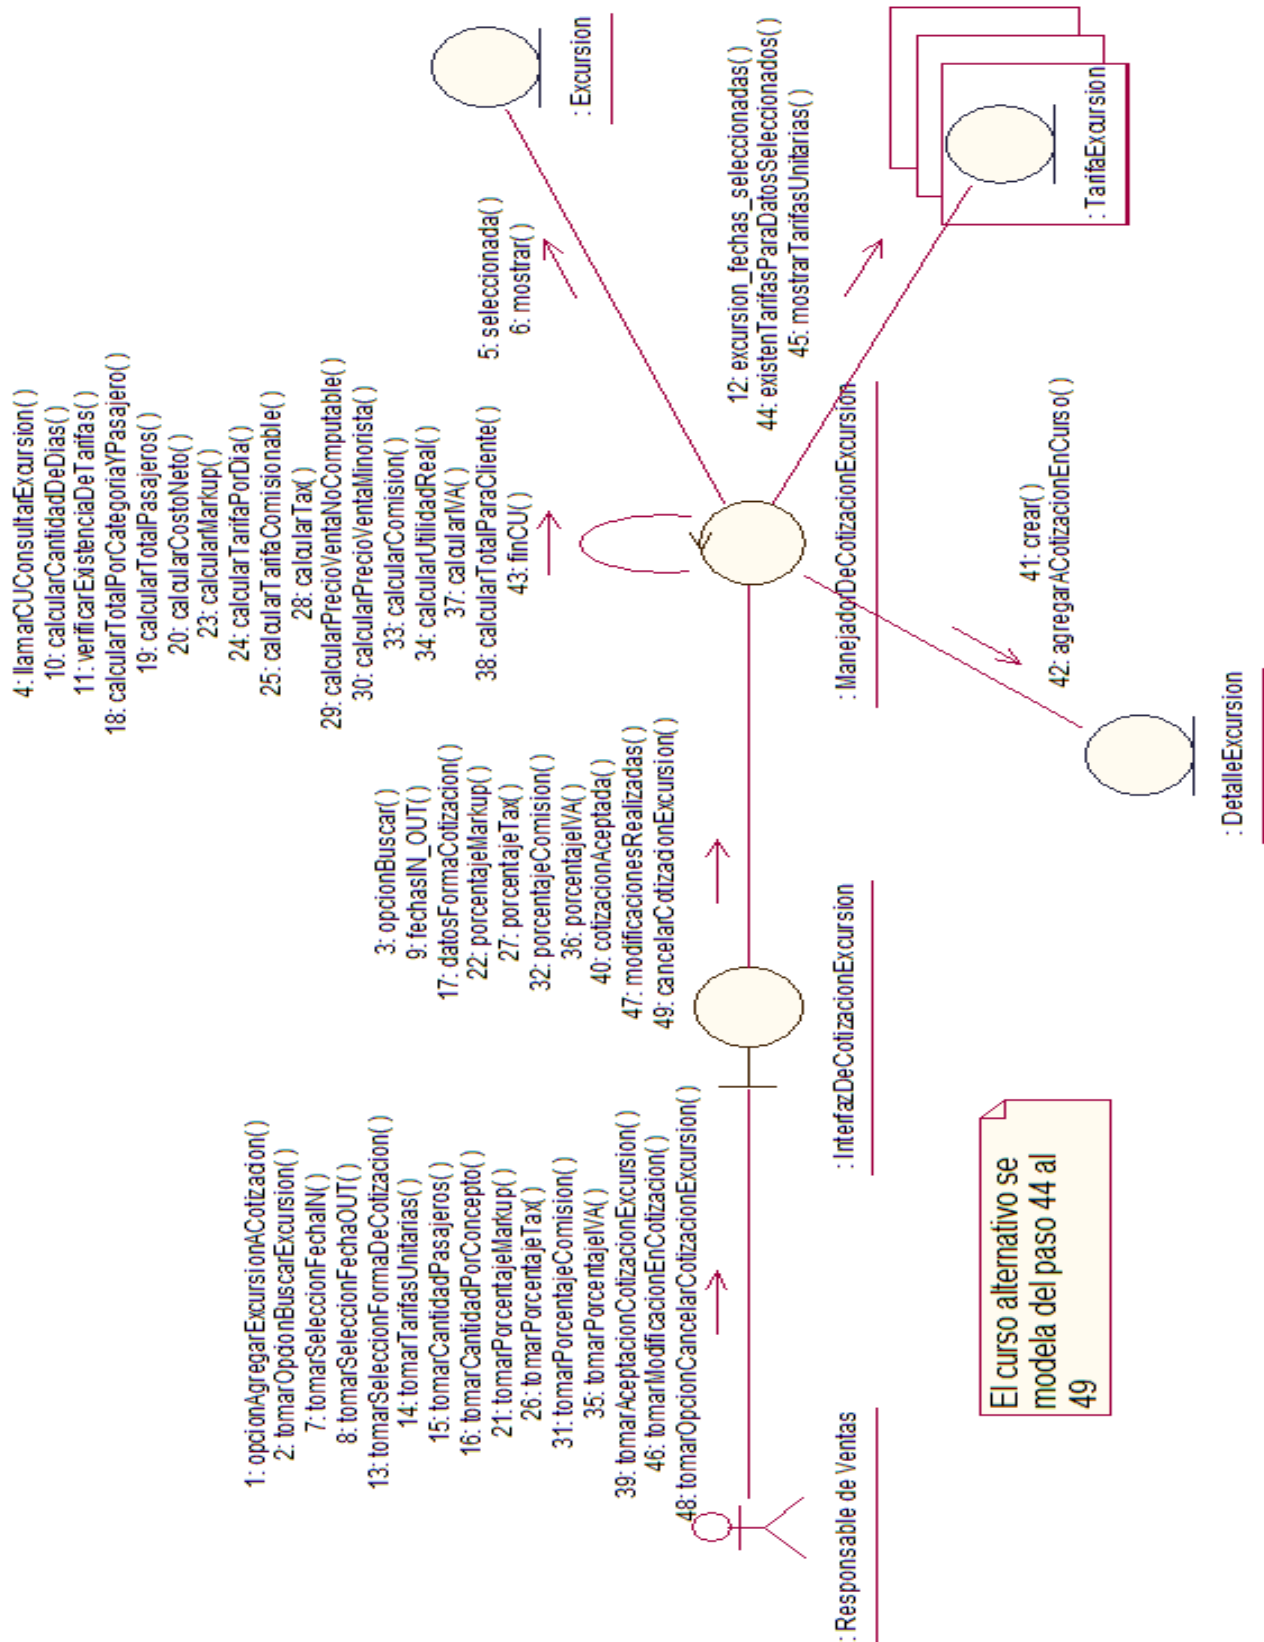 1: opcionAgregarExcursionACotizacion( )
2: tomarOpcionBuscarExcursion( )
7: tomarSeleccionFechaIN( )
8: tomarSeleccionFechaOUT( )
13: tomarSeleccionFormaDeCotizacion( )
14: tomarTarifasUnitarias( )
15: tomarCantidadPasajeros( )
16: tomarCantidadPorConcepto( )
21: tomarPorcentajeMarkup( )
26: tomarPorcentajeTax( )
31: tomarPorcentajeComision( )
35: tomarPorcentajeIVA( )
39: tomarAceptacionCotizacionExcursion( )
46: tomarModificacionEnCotizacion( )
48: tomarOpcionCancelarCotizacionExcursion( )
: Responsable de Ventas
3: opcionBuscar( )
9: fechasIN_OUT( )
17: datosFormaCotizacion( )
22: porcentajeMarkup( )
27: porcentajeTax( )
32: porcentajeComision( )
36: porcentajeIVA( )
40: cotizacionAceptada( )
47: modificacionesRealizadas( )
49: cancelarCotizacionExcursion( )
: InterfazDeCotizacionExcursion
4: llamarCUConsultarExcursion( )
10: calcularCantidadDeDias( )
11: verificarExistenciaDeTarifas( )
18: calcularTotalPorCategoriaYPasajero( )
19: calcularTotalPasajeros( )
20: calcularCostoNeto( )
23: calcularMarkup( )
24: calcularTarifaPorDia( )
25: calcularTarifaComisionable( )
28: calcularTax( )
29: calcularPrecioVentaNoComputable( )
30: calcularPrecioVentaMinorista( )
33: calcularComision( )
34: calcularUtilidadReal( )
37: calcularIVA( )
38: calcularTotalParaCliente( )
43: finCU( )
: ManejadorDeCotizacionExcursion
5: seleccionada( )
6: mostrar( )
: Excursion
12: excursion_fechas_seleccionadas( )
44: existenTarifasParaDatosSeleccionados( )
45: mostrarTarifasUnitarias( )
: TarifaExcursion
41: crear( )
42: agregarACotizacionEnCurso( )
: DetalleExcursion
El curso alternativo se
modela del paso 44 al
49